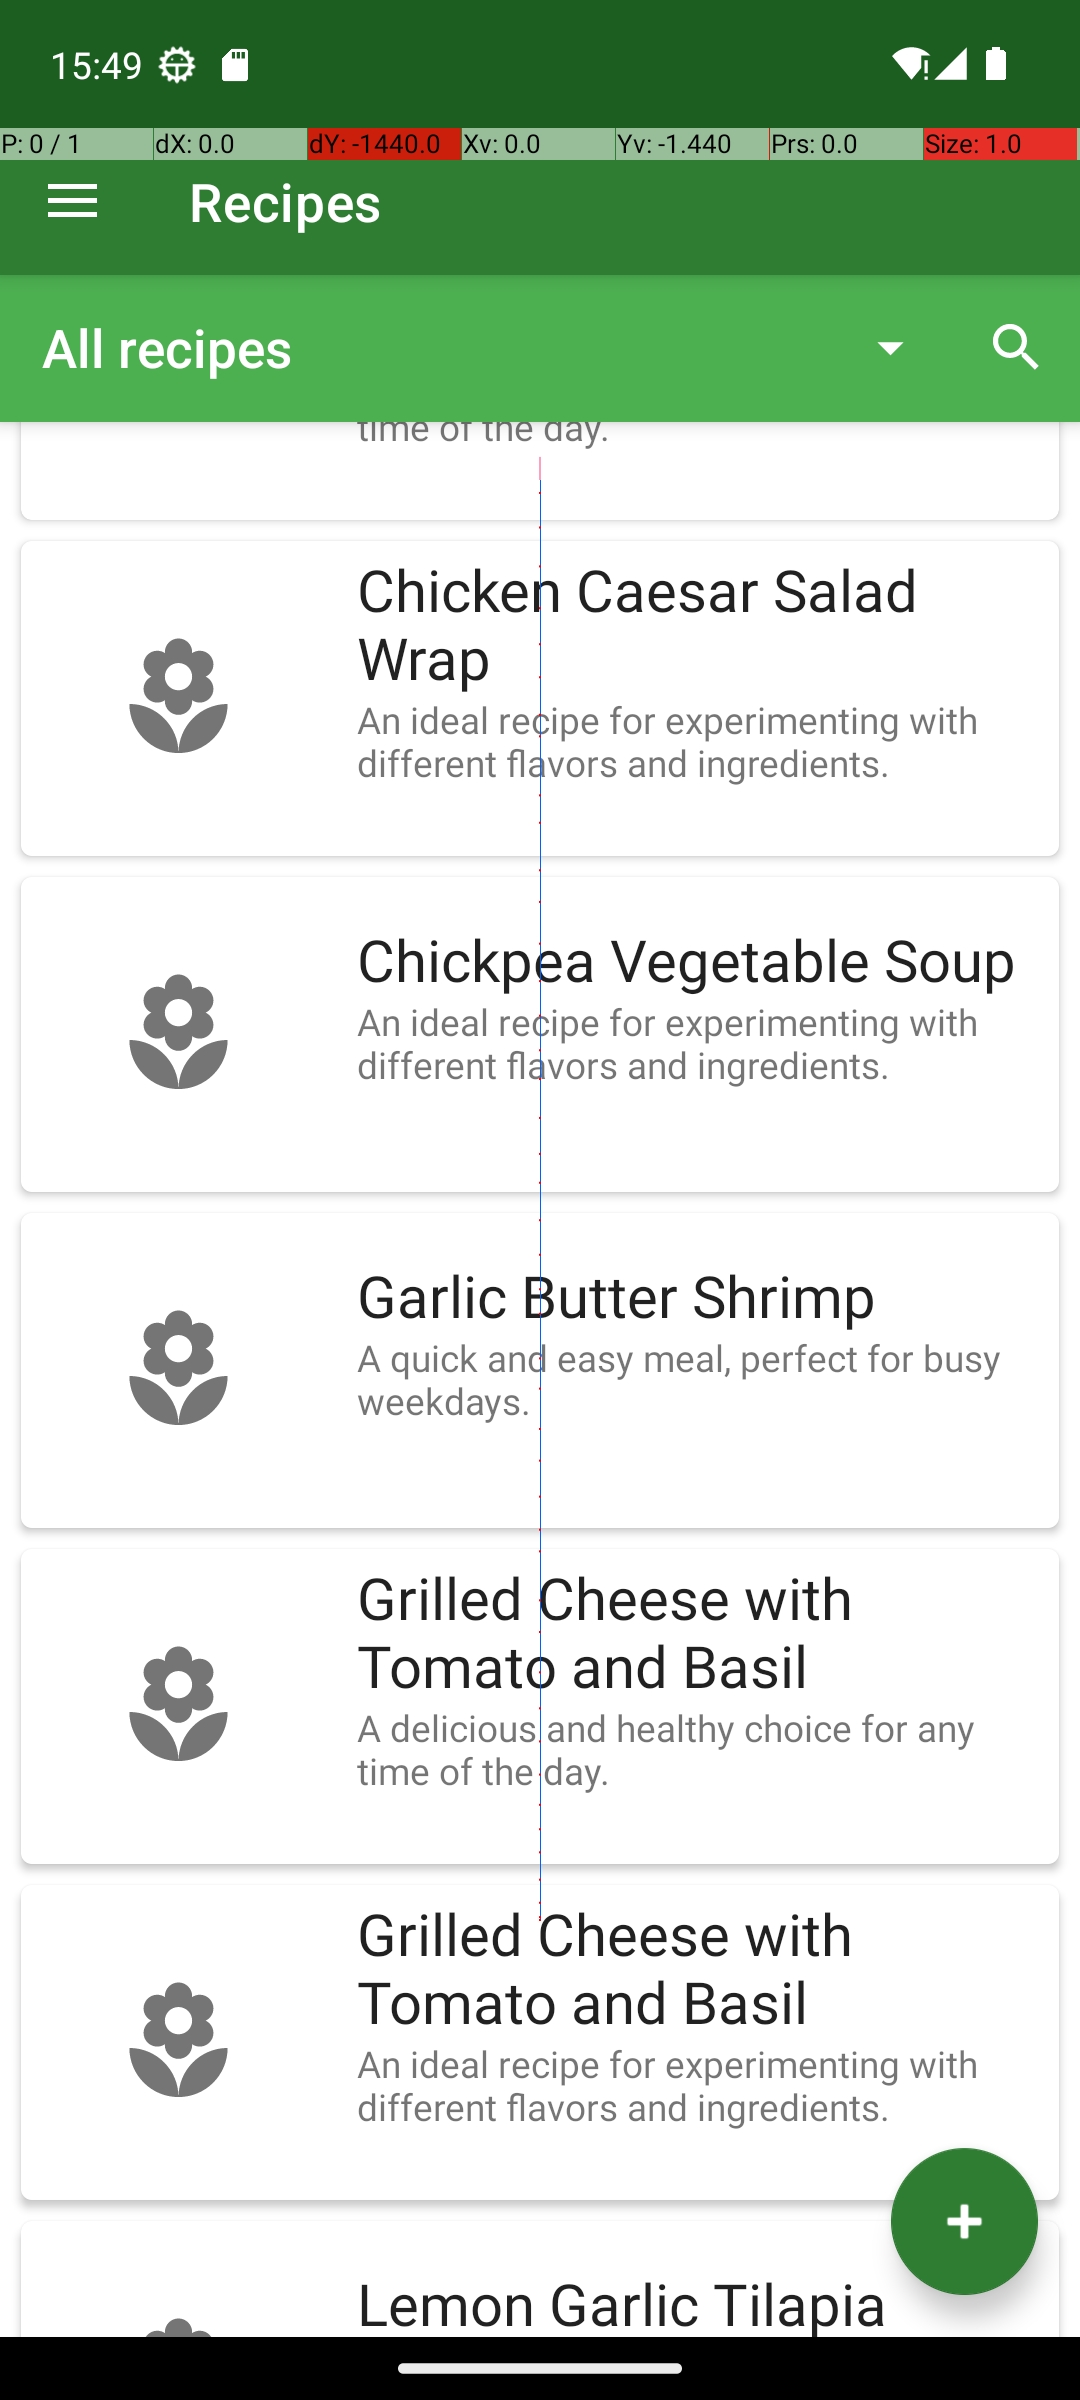 15:49
P: 0 / 1 dX: 0.0 dY: -1440.0 Xv: 0.0 Yv: -1.440 Prs: 0.0 Size: 1.0
Recipes
All recipes
time of the day.
Chicken Caesar Salad
Wrap
An ideal recipe for experimenting with
different flavors and ingredients.
Chickpea Vegetable Soup
An ideal recipe for experimenting with
different flavors and ingredients.
Garlic Butter Shrimp
A quick and easy meal, perfect for busy
weekdays.
Grilled Cheese with
Tomato and Basil
A delicious and healthy choice for any
time of the day.
Grilled Cheese with
Tomato and Basil
An ideal recipe for experimenting with
different flavors and ingredients.
Lemon Garlic Tilapia